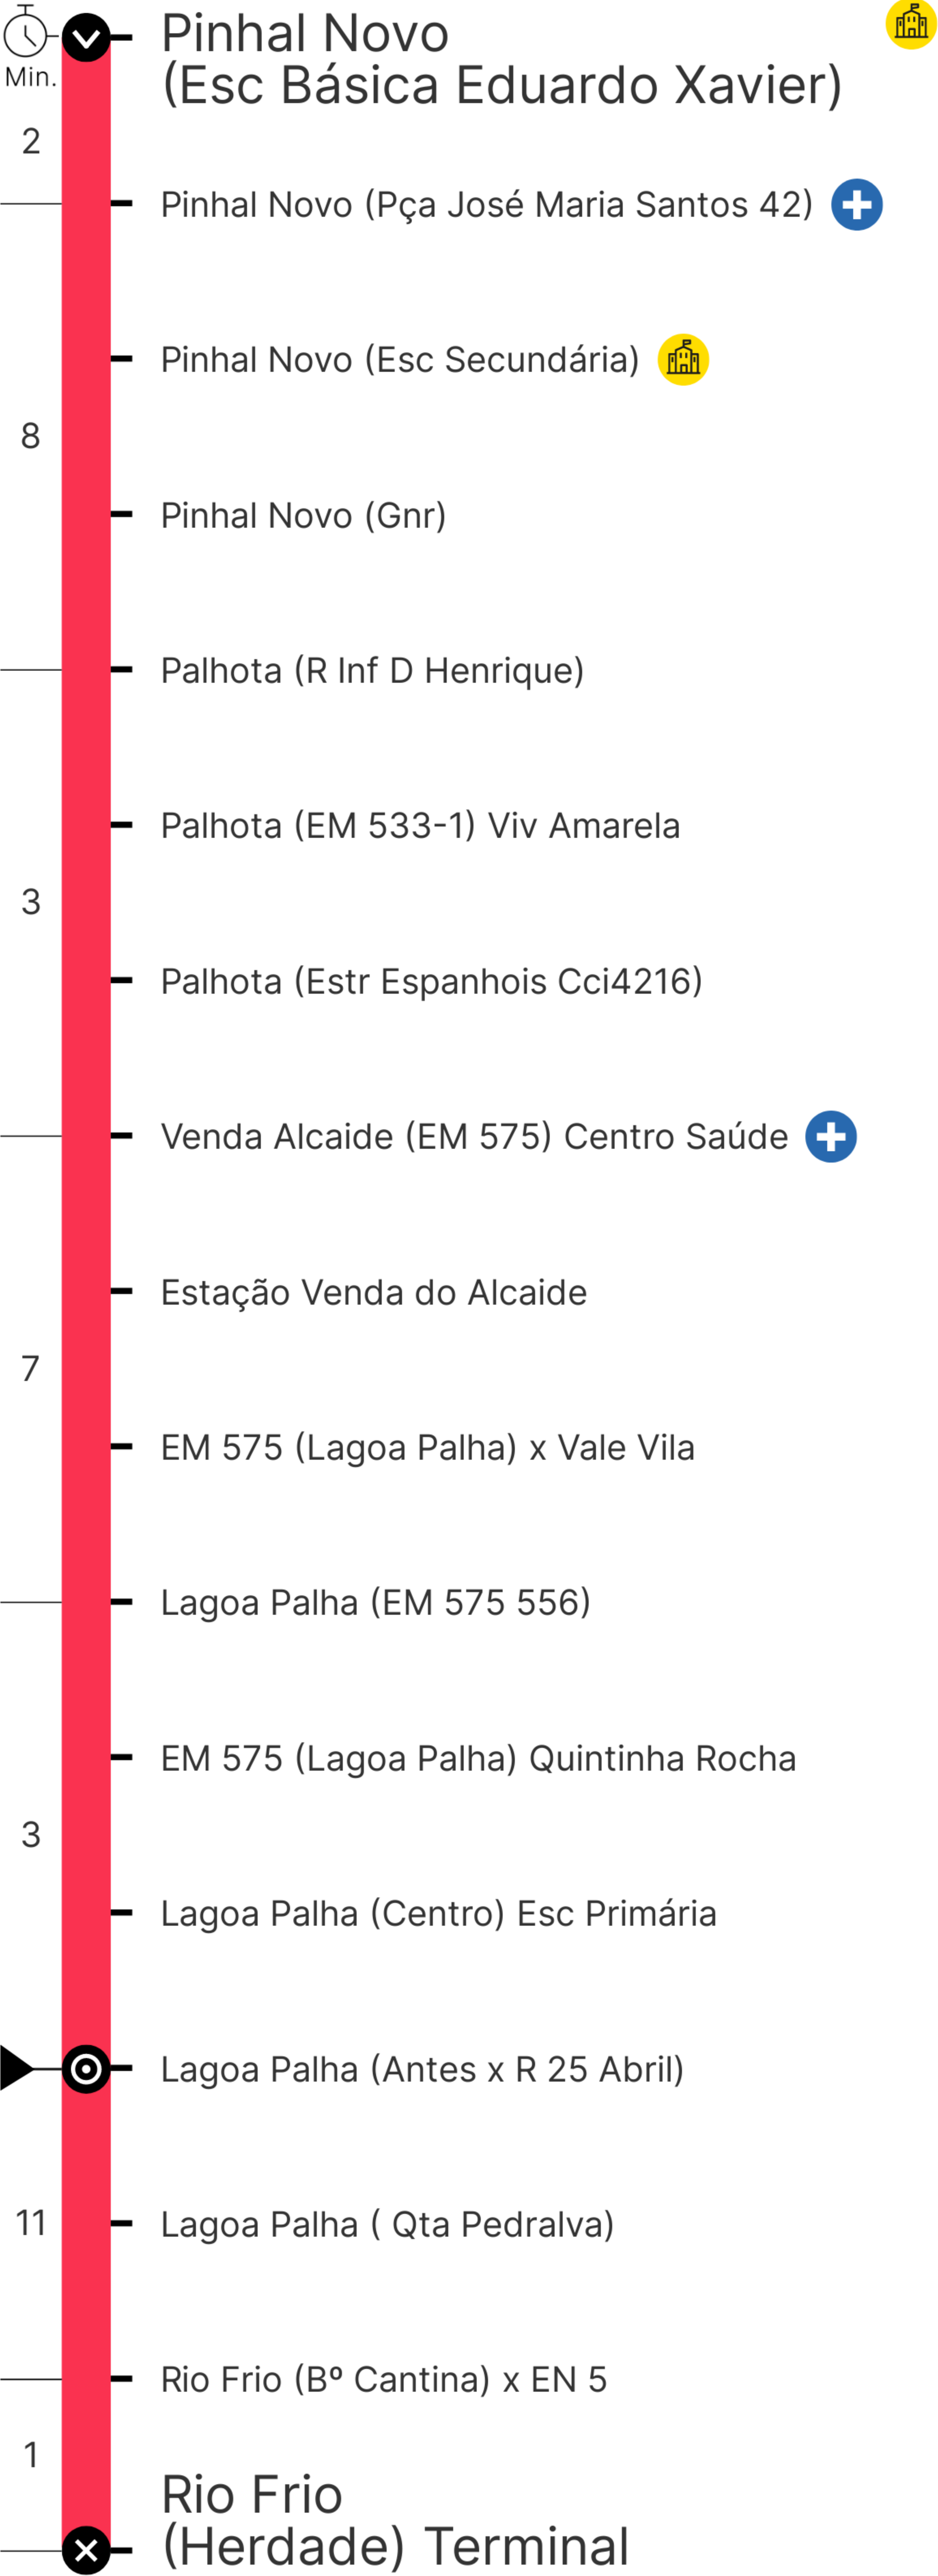 Pinhal Novo
(Esc Básica Eduardo Xavier)
Min.
2
Pinhal Novo (Pça José Maria Santos 42)
Pinhal Novo (Esc Secundária)
8
Pinhal Novo (Gnr)
Palhota (R Inf D Henrique)
Palhota (EM 533-1) Viv Amarela
3
Palhota (Estr Espanhois Cci4216)
Venda Alcaide (EM 575) Centro Saúde
Estação Venda do Alcaide
7
EM 575 (Lagoa Palha) x Vale Vila
Lagoa Palha (EM 575 556)
EM 575 (Lagoa Palha) Quintinha Rocha
3
Lagoa Palha (Centro) Esc Primária
Lagoa Palha (Antes x R 25 Abril)
11
Lagoa Palha ( Qta Pedralva)
Rio Frio (Bº Cantina) x EN 5
1
Rio Frio
(Herdade) Terminal